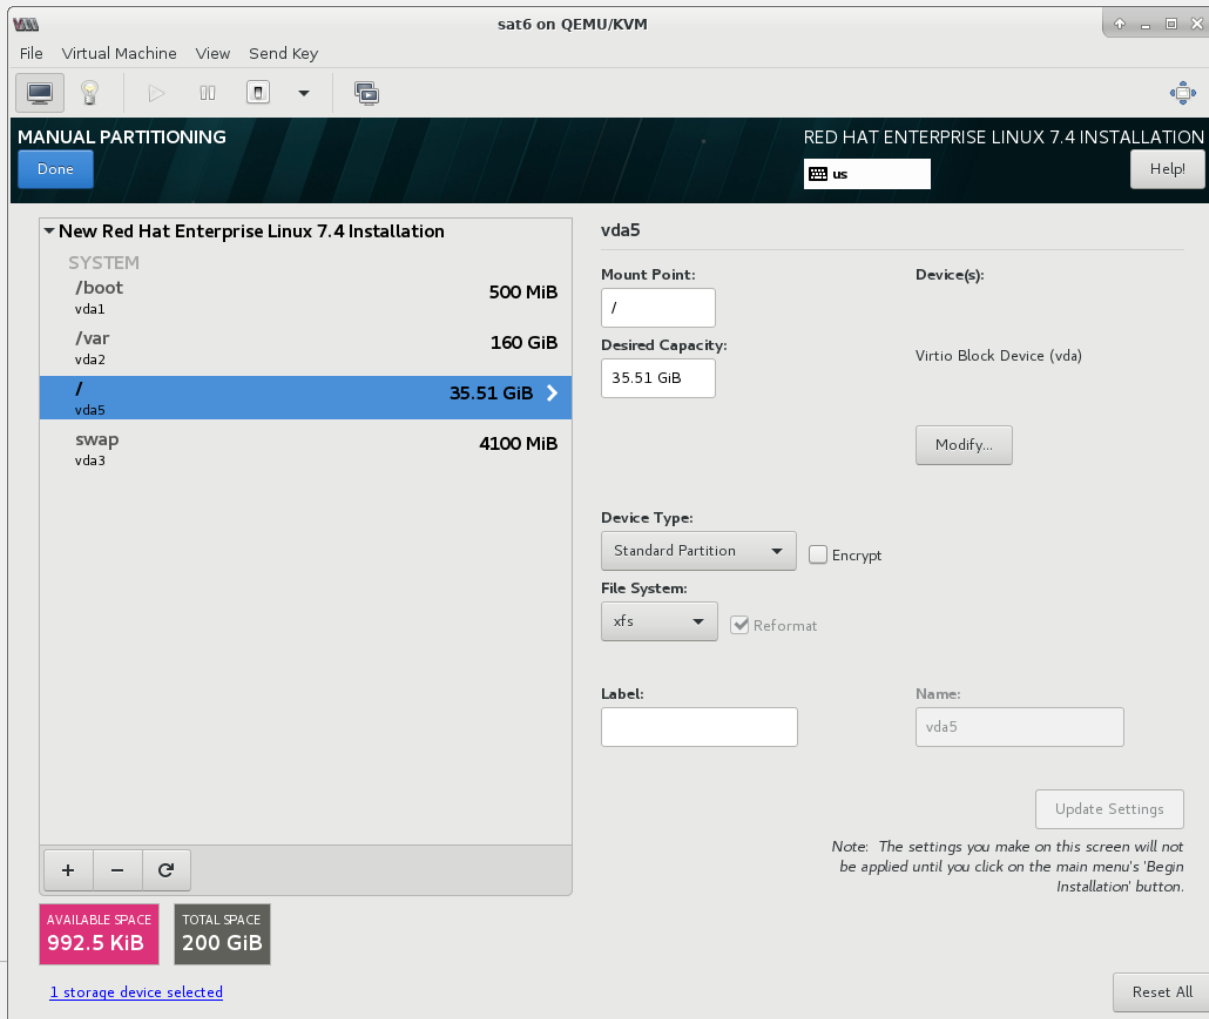 sat6 on QEMU/KVM
File Virtual Machine View Send Key
MANUAL PARTITIONING
RED HAT ENTERPRISE LINUX 7.4 INSTALLATION
Done
us
Help!
New Red Hat Enterprise Linux 7.4 Installation
SYSTEM
/boot
500 MiB
vda1
/var
160 GiB
vda2
/
35.51 GiB
vda5
swap
4100 MiB
vda3
vda5
Mount Point:
Device(s):
/
Desired Capacity:
Virtio Block Device (vda)
35.51 GiB
Modify...
Device Type:
Standard Partition
Encrypt
File System:
xfs
Reformat
Label:
Name:
vda5
Update Settings
Note: The settings you make on this screen will not
be applied until you click on the main menu's 'Begin
Installation' button.
+ −
AVAILABLE SPACE
992.5 KiB
TOTAL SPACE
200 GiB
1 storage device selected
Reset All